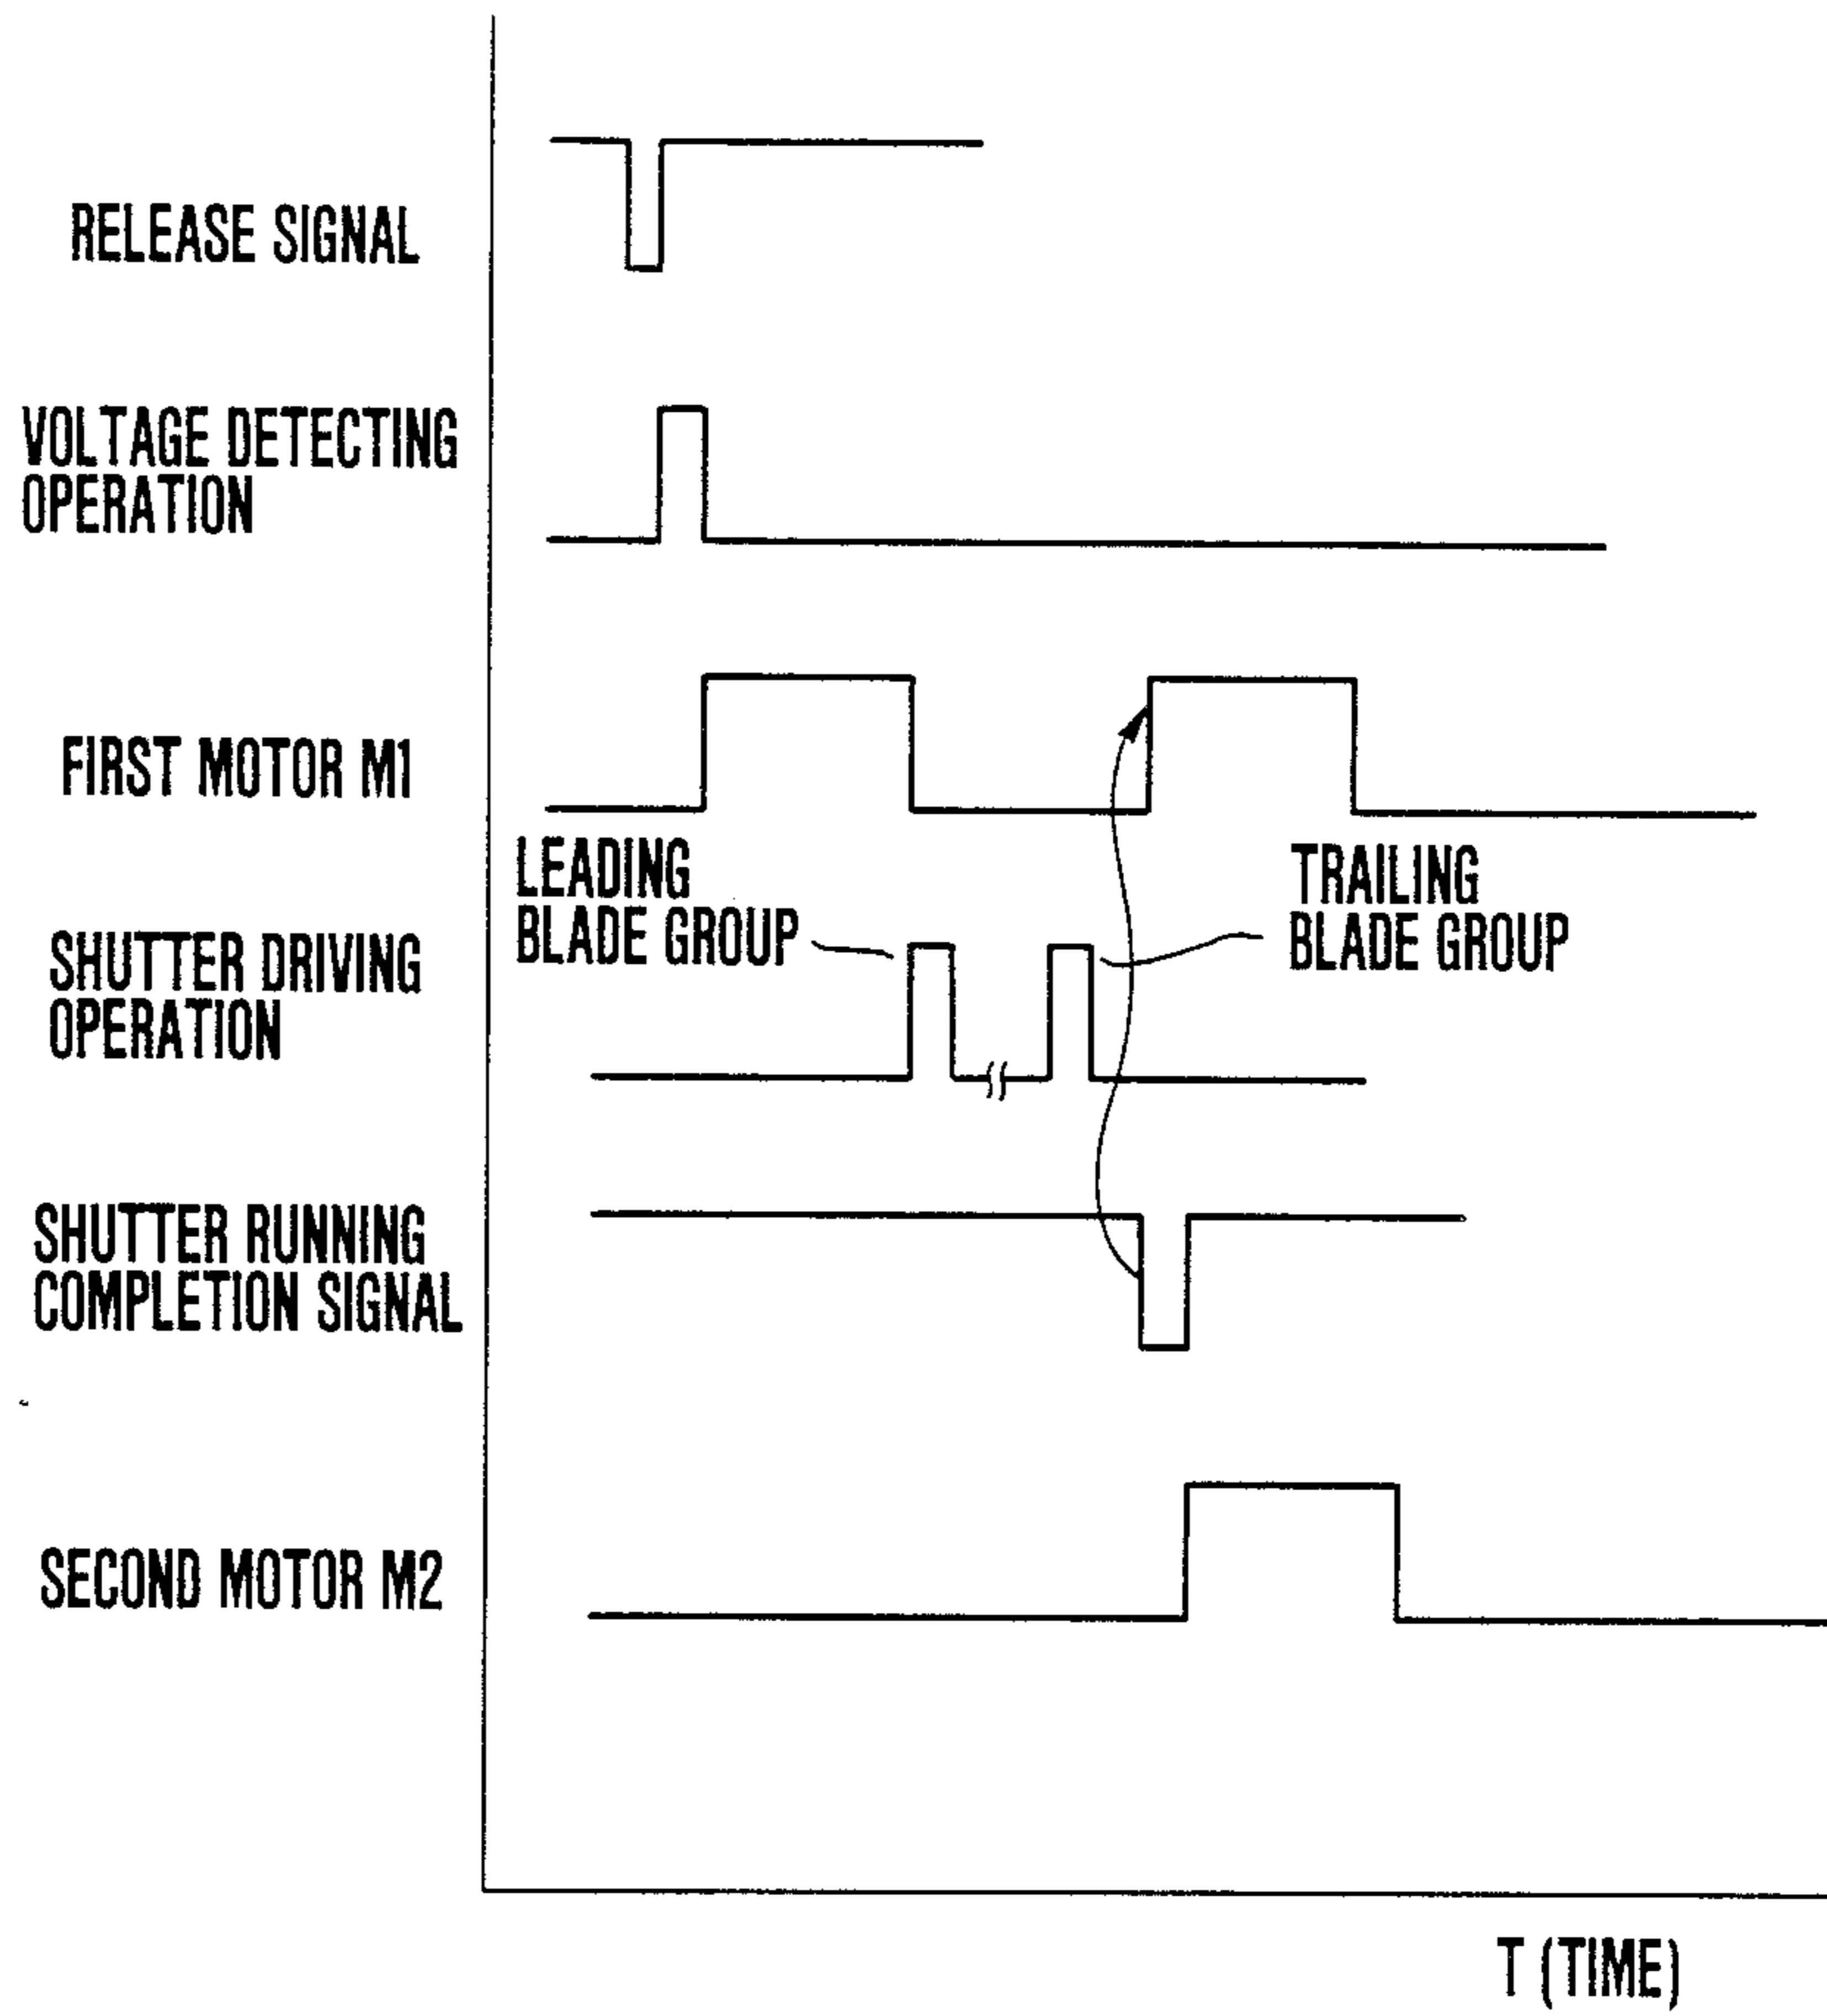 RELEASE SIGNAL
VOLTAGE DETECTING
OPERATION
FIRST MOTOR M1
LEADING
BLADE GROUP
TRAILING
BLADE GROUP
SHUTTER DRIVING
OPERATION
SHUTTER RUNNING
COMPLETION SIGNAL
SECOND MOTOR M2
T (TIME)